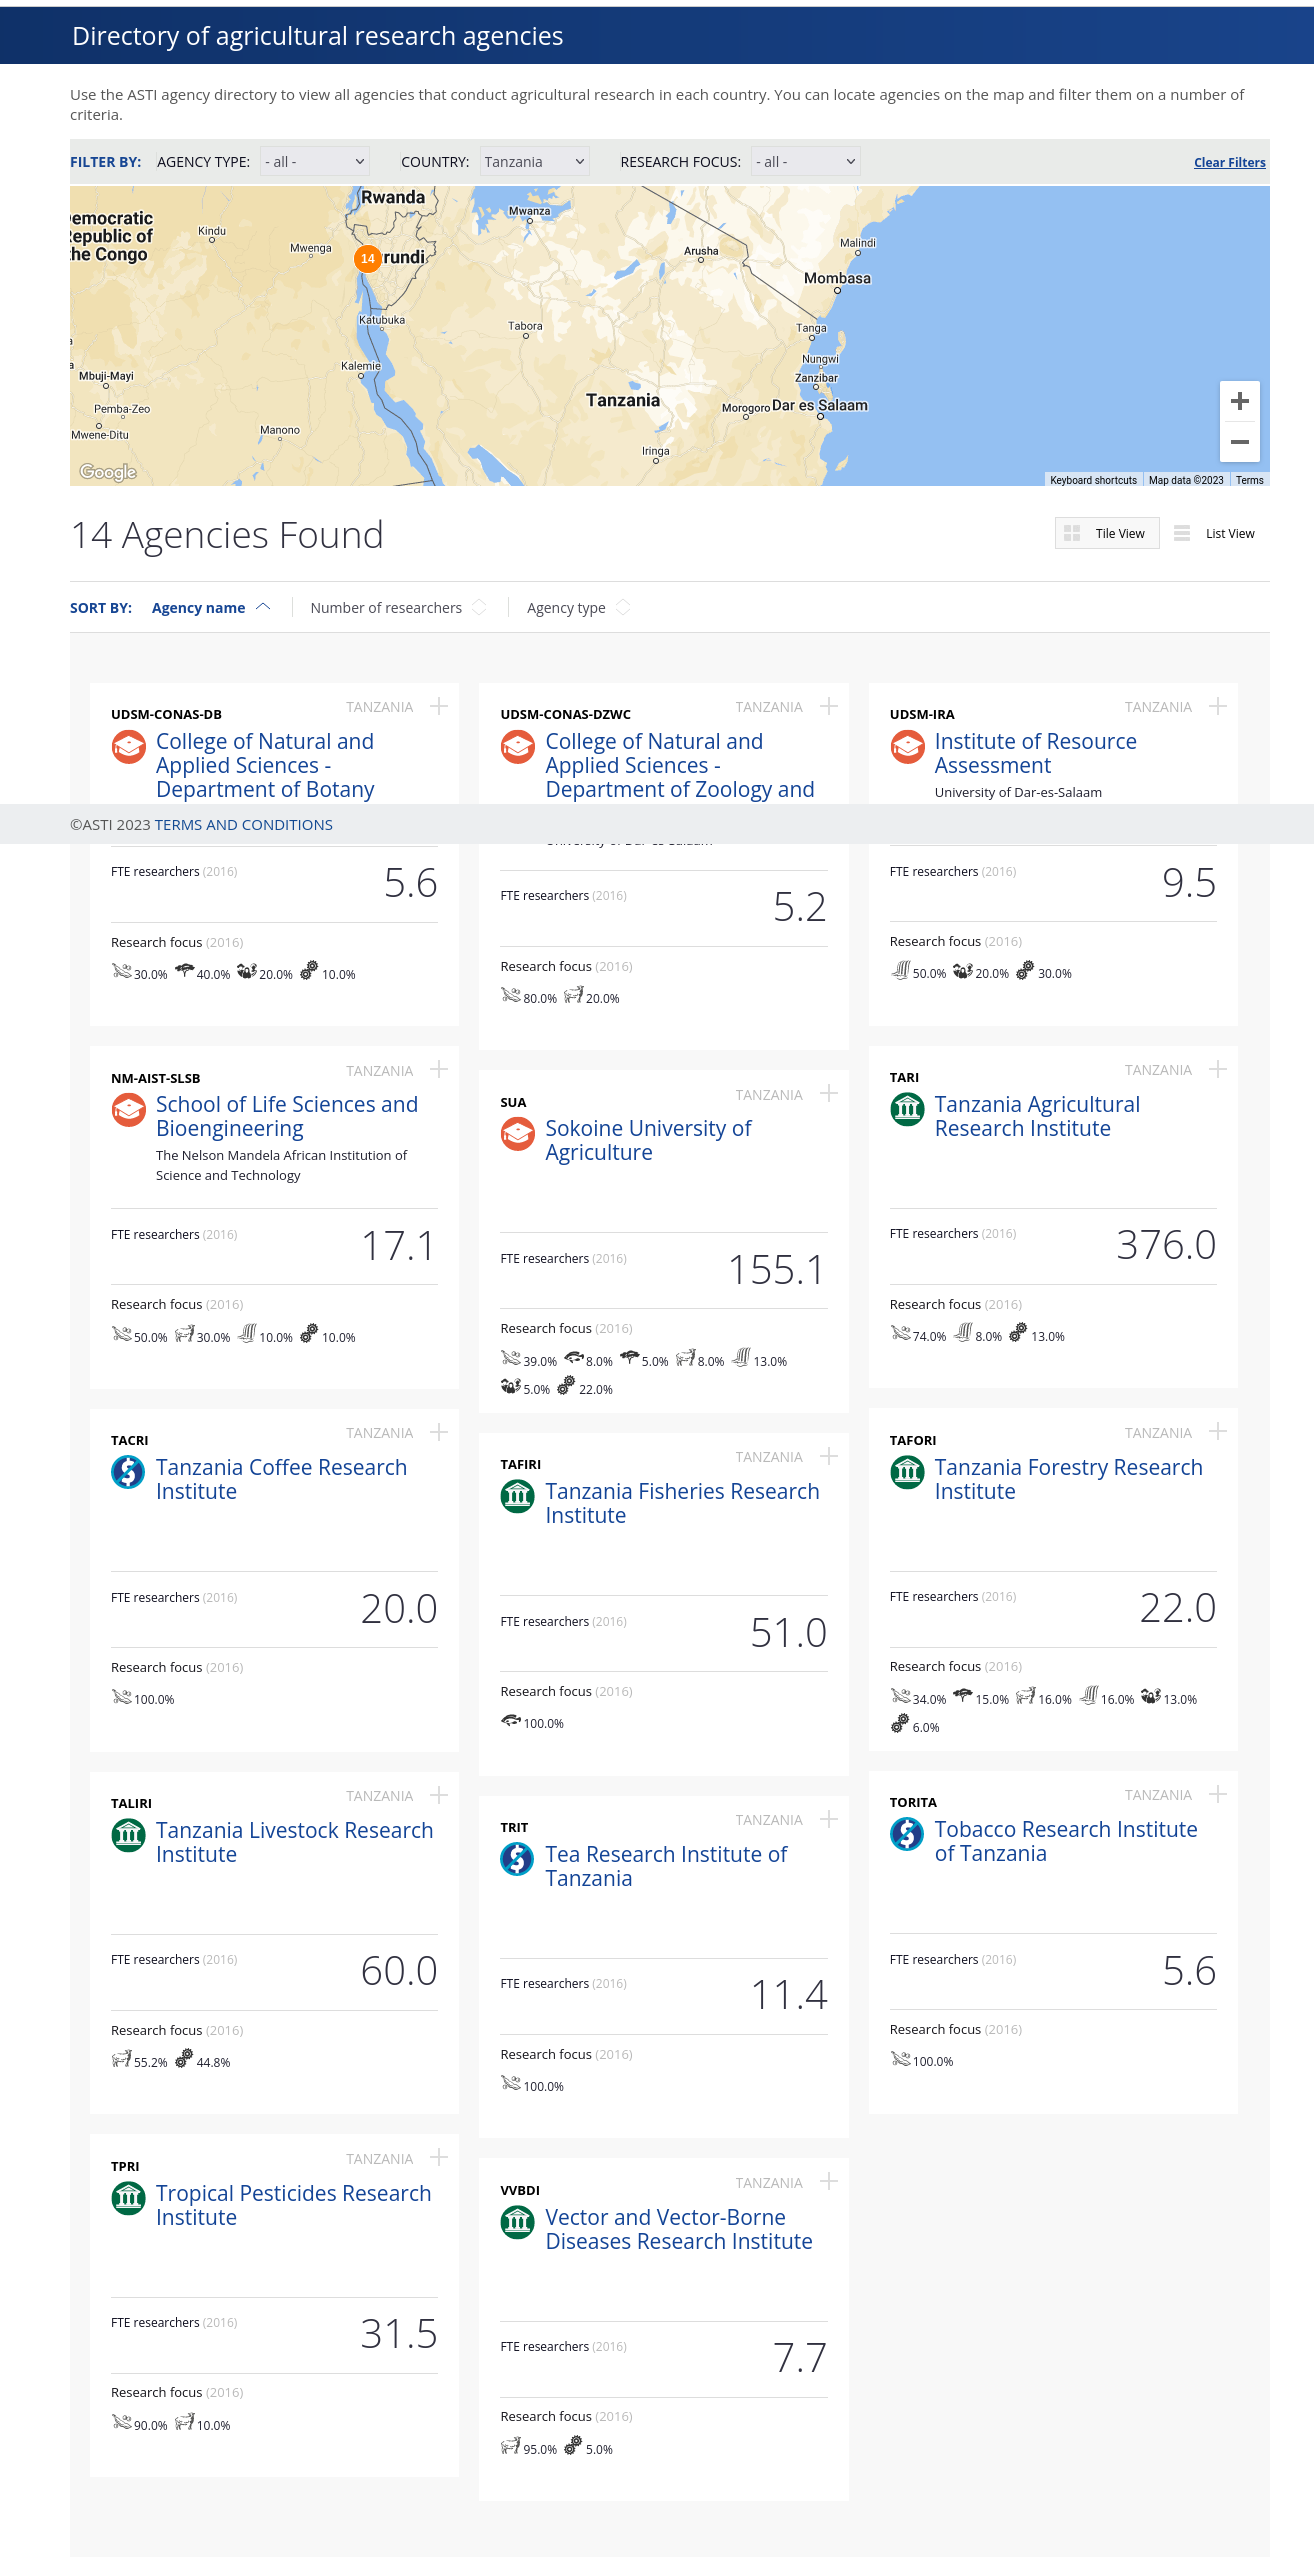 Directory of agricultural research agencies
Use the ASTI agency directory to view all agencies that conduct agricultural research in each country. You can locate agencies on the map and filter them on a number of
criteria.
FILTER BY: AGENCY TYPE: - all - COUNTRY: Tanzania RESEARCH FOCUS: - all - Clear Filters
Rwanda
Mwanza
emocratic
Republic of
the Congo
Kindu
Mwenga
14
rundi
Arusha
Malindi
Mombasa
Katubuka
Tabora
Tanga
Kalemie
Nungwi
Zanzibar
Mbuji-Mayi
Tanzania
Morogoro
Dar es Salaam
Pemba-Zeo
Mwene-Ditu
Manono
Iringa
Google
Keyboard shortcuts Map data ©2023 Terms
14 Agencies Found
Tile View List View
SORT BY: Agency name Number of researchers Agency type
TANZANIA
UDSM-CONAS-DB
College of Natural and
Applied Sciences -
Department of Botany
TANZANIA
UDSM-CONAS-DZWC
College of Natural and
Applied Sciences -
Department of Zoology and
TANZANIA
UDSM-IRA
Institute of Resource
Assessment
University of Dar-es-Salaam
©ASTI 2023 TERMS AND CONDITIONS
FTE researchers (2016) 5.6
Research focus (2016)
30.0% 40.0% 20.0% 10.0%
FTE researchers (2016) 5.2
Research focus (2016)
80.0% 20.0%
FTE researchers (2016) 9.5
Research focus (2016)
50.0% 20.0% 30.0%
TANZANIA
NM-AIST-SLSB
School of Life Sciences and
Bioengineering
The Nelson Mandela African Institution of
Science and Technology
FTE researchers (2016) 17.1
Research focus (2016)
50.0% 30.0% 10.0% 10.0%
TANZANIA
SUA
Sokoine University of
Agriculture
FTE researchers (2016) 155.1
Research focus (2016)
39.0% 8.0% 5.0% 8.0% 13.0%
5.0% 22.0%
TANZANIA
TARI
Tanzania Agricultural
Research Institute
FTE researchers (2016) 376.0
Research focus (2016)
74.0% 8.0% 13.0%
TANZANIA
TACRI
Tanzania Coffee Research
Institute
FTE researchers (2016) 20.0
Research focus (2016)
100.0%
TANZANIA
TAFIRI
Tanzania Fisheries Research
Institute
FTE researchers (2016) 51.0
Research focus (2016)
100.0%
TANZANIA
TAFORI
Tanzania Forestry Research
Institute
FTE researchers (2016) 22.0
Research focus (2016)
34.0% 15.0% 16.0% 16.0% 13.0%
6.0%
TANZANIA
TALIRI
Tanzania Livestock Research
Institute
FTE researchers (2016) 60.0
Research focus (2016)
55.2% 44.8%
TANZANIA
TRIT
Tea Research Institute of
Tanzania
FTE researchers (2016) 11.4
Research focus (2016)
100.0%
TANZANIA
TORITA
Tobacco Research Institute
of Tanzania
FTE researchers (2016) 5.6
Research focus (2016)
100.0%
TANZANIA
TPRI
Tropical Pesticides Research
Institute
FTE researchers (2016) 31.5
Research focus (2016)
90.0% 10.0%
TANZANIA
VVBDI
Vector and Vector-Borne
Diseases Research Institute
FTE researchers (2016) 7.7
Research focus (2016)
95.0% 5.0%